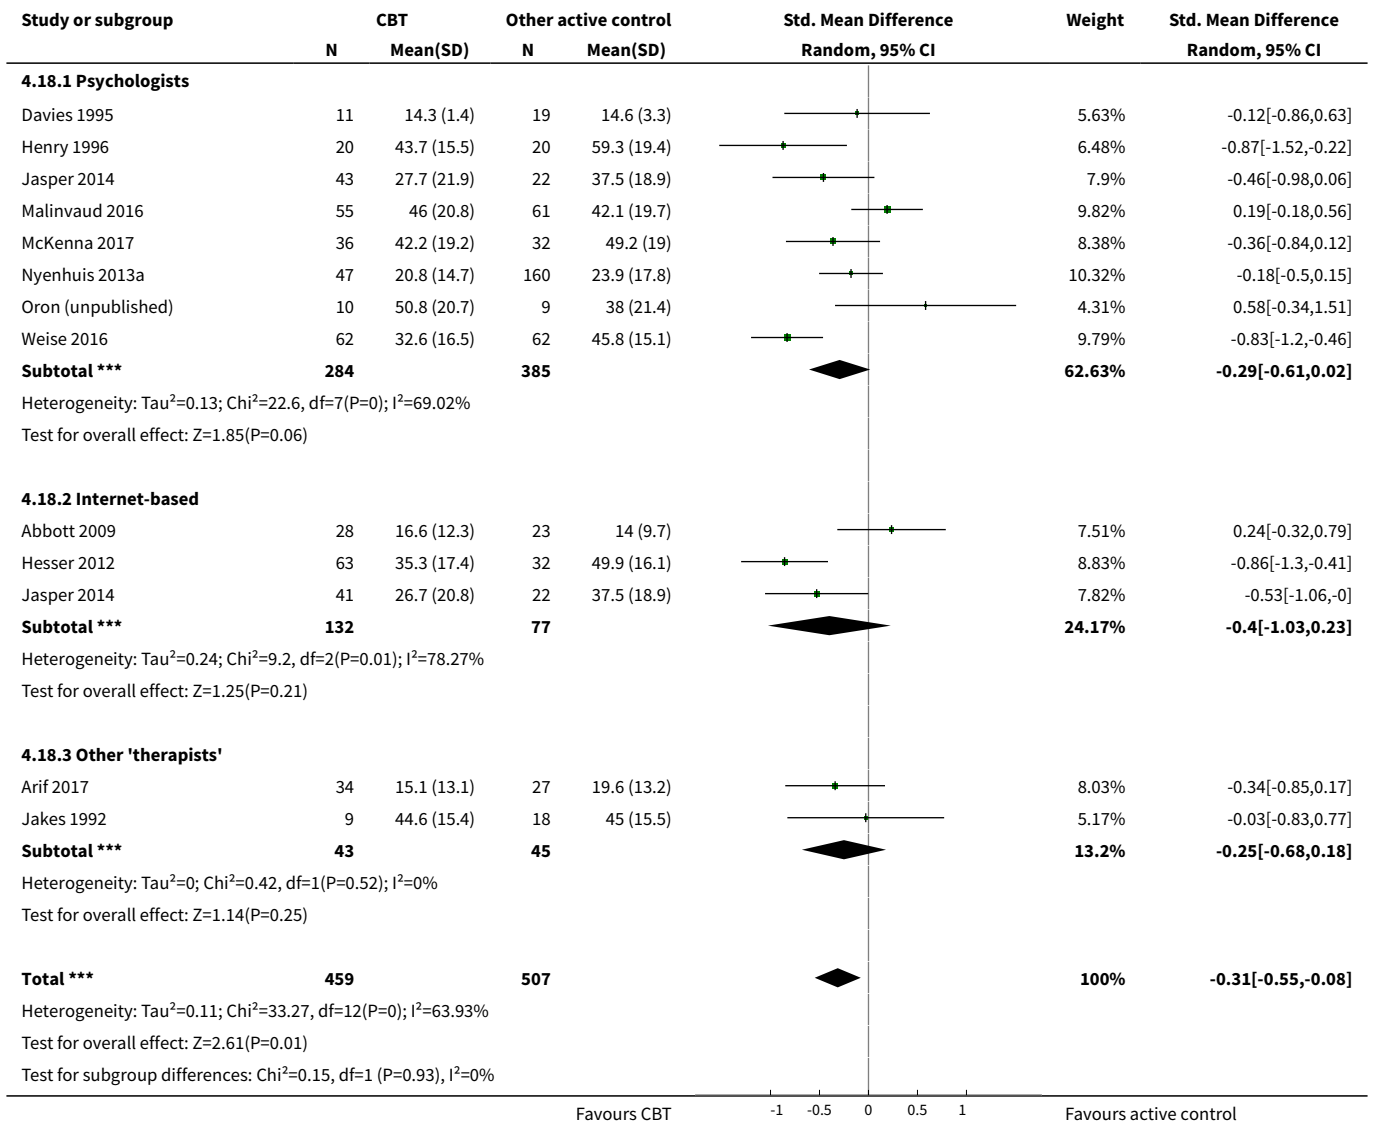 Study or subgroup CBT Other active control Std. Mean Difference Weight Std. Mean Difference
N Mean(SD) N Mean(SD) Random, 95% CI Random, 95% CI
4.18.1 Psychologists
Davies 1995 11 14.3 (1.4) 19 14.6 (3.3) 5.63% -0.12[-0.86,0.63]
Henry 1996 20 43.7 (15.5) 20 59.3 (19.4) 6.48% -0.87[-1.52,-0.22]
Jasper 2014 43 27.7 (21.9) 22 37.5 (18.9) 7.9% -0.46[-0.98,0.06]
Malinvaud 2016 55 46 (20.8) 61 42.1 (19.7) 9.82% 0.19[-0.18,0.56]
McKenna 2017 36 42.2 (19.2) 32 49.2 (19) 8.38% -0.36[-0.84,0.12]
Nyenhuis 2013a 47 20.8 (14.7) 160 23.9 (17.8) 10.32% -0.18[-0.5,0.15]
Oron (unpublished) 10 50.8 (20.7) 9 38 (21.4) 4.31% 0.58[-0.34,1.51]
Weise 2016 62 32.6 (16.5) 62 45.8 (15.1) 9.79% -0.83[-1.2,-0.46]
Subtotal *** 284 385 62.63% -0.29[-0.61,0.02]
Heterogeneity: Tau²=0.13; Chi²=22.6, df=7(P=0); I²=69.02%
Test for overall effect: Z=1.85(P=0.06)
4.18.2 Internet-based
Abbott 2009 28 16.6 (12.3) 23 14 (9.7) 7.51% 0.24[-0.32,0.79]
Hesser 2012 63 35.3 (17.4) 32 49.9 (16.1) 8.83% -0.86[-1.3,-0.41]
Jasper 2014 41 26.7 (20.8) 22 37.5 (18.9) 7.82% -0.53[-1.06,-0]
Subtotal *** 132 77 24.17% -0.4[-1.03,0.23]
Heterogeneity: Tau²=0.24; Chi²=9.2, df=2(P=0.01); I²=78.27%
Test for overall effect: Z=1.25(P=0.21)
4.18.3 Other 'therapists'
Arif 2017 34 15.1 (13.1) 27 19.6 (13.2) 8.03% -0.34[-0.85,0.17]
Jakes 1992 9 44.6 (15.4) 18 45 (15.5) 5.17% -0.03[-0.83,0.77]
Subtotal *** 43 45 13.2% -0.25[-0.68,0.18]
Heterogeneity: Tau²=0; Chi²=0.42, df=1(P=0.52); I²=0%
Test for overall effect: Z=1.14(P=0.25)
Total *** 459 507 100% -0.31[-0.55,-0.08]
Heterogeneity: Tau²=0.11; Chi²=33.27, df=12(P=0); I²=63.93%
Test for overall effect: Z=2.61(P=0.01)
Test for subgroup differences: Chi²=0.15, df=1 (P=0.93), I²=0%
Favours CBT -1 -0.5 0 0.5 1 Favours active control